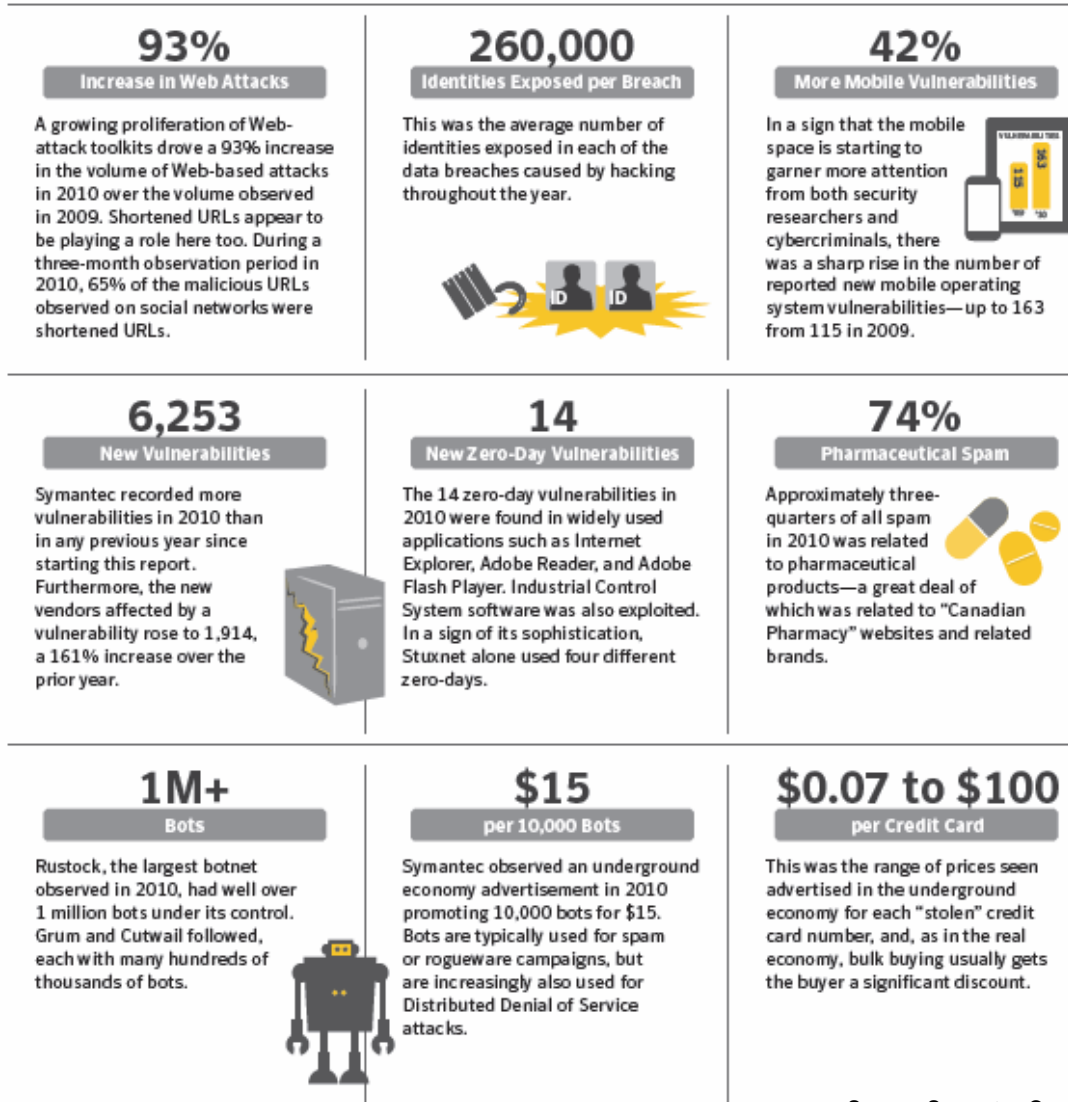 93%
Increase in Web Attacks
A growing proliferation of Web-
attack toolkits drove a 93% increase
in the volume of Web-based attacks
in 2010 over the volume observed
in 2009. Shortened URLs appear to
be playing a role here too. During a
three-month observation period in
2010, 65% of the malicious URLs
observed on social networks were
shortened URLs.
260,000
Identities Exposed per Breach
This was the average number of
identities exposed in each of the
data breaches caused by hacking
throughout the year.
ID
ID
42%
More Mobile Vulnerabilities
In a sign that the mobile
space is starting to
garner more attention
from both security
researchers and
cybercriminals, there
was a sharp rise in the number of
reported new mobile operating
system vulnerabilities—up to 163
from 115 in 2009.
VULNERABILITIES
115
163
'09
'10
6,253
New Vulnerabilities
Symantec recorded more
vulnerabilities in 2010 than
in any previous year since
starting this report.
Furthermore, the new
vendors affected by a
vulnerability rose to 1,914,
a 161% increase over the
prior year.
14
New Zero-Day Vulnerabilities
The 14 zero-day vulnerabilities in
2010 were found in widely used
applications such as Internet
Explorer, Adobe Reader, and Adobe
Flash Player. Industrial Control
System software was also exploited.
In a sign of its sophistication,
Stuxnet alone used four different
zero-days.
74%
Pharmaceutical Spam
Approximately three-
quarters of all spam
in 2010 was related
to pharmaceutical
products—a great deal of
which was related to “Canadian
Pharmacy” websites and related
brands.
1M+
Bots
Rustock, the largest botnet
observed in 2010, had well over
1 million bots under its control.
Grum and Cutwail followed,
each with many hundreds of
thousands of bots.
$15
per 10,000 Bots
Symantec observed an underground
economy advertisement in 2010
promoting 10,000 bots for $15.
Bots are typically used for spam
or rogueware campaigns, but
are increasingly also used for
Distributed Denial of Service
attacks.
$0.07 to $100
per Credit Card
This was the range of prices seen
advertised in the underground
economy for each “stolen” credit
card number, and, as in the real
economy, bulk buying usually gets
the buyer a significant discount.